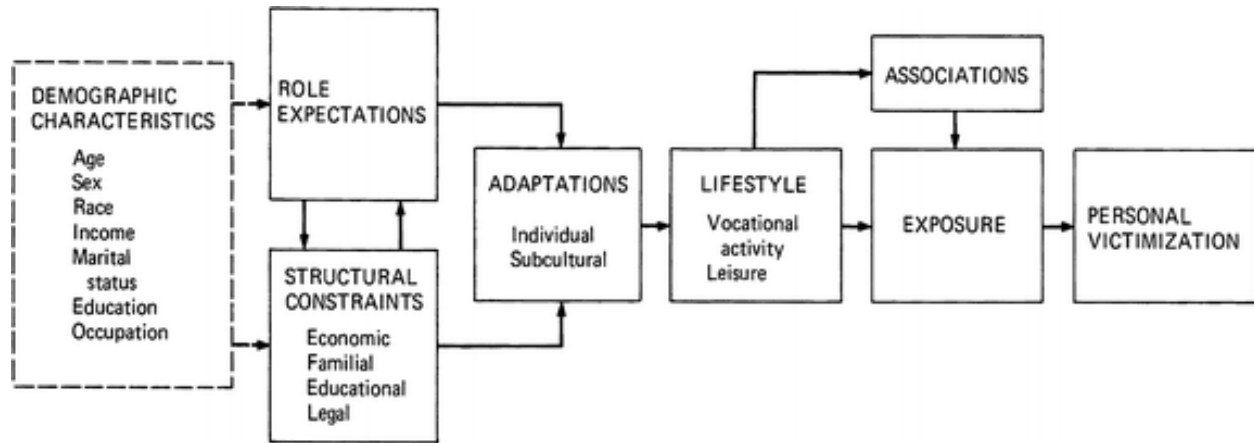 DEMOGRAPHIC
CHARACTERISTICS
Age
Sex
Race
Income
Marital
status
Education
Occupation
ROLE
EXPECTATIONS
STRUCTURAL
CONSTRAINTS
Economic
Familial
Educational
Legal
ADAPTATIONS
Individual
Subcultural
LIFESTYLE
Vocational
activity
Leisure
ASSOCIATIONS
EXPOSURE
PERSONAL
VICTIMIZATION